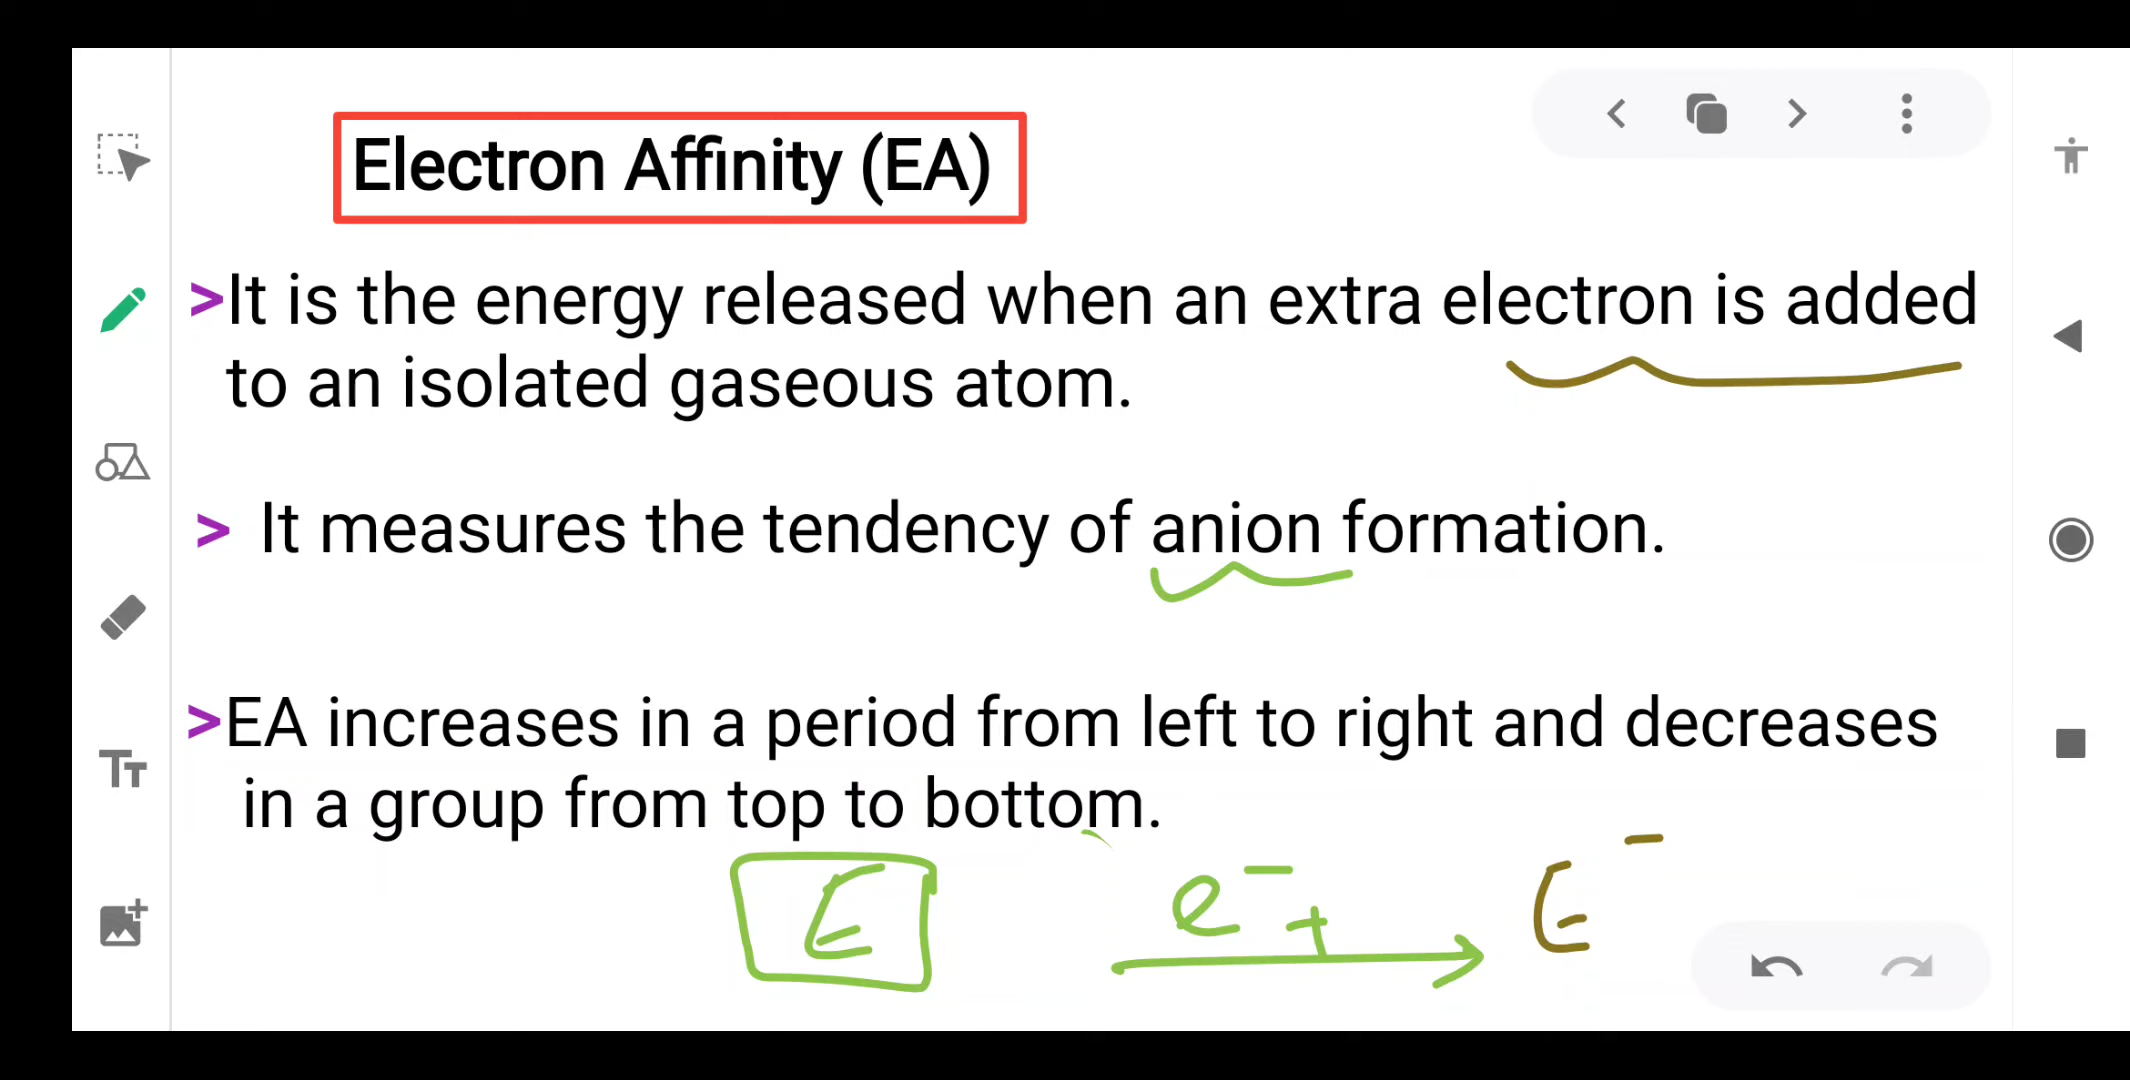 Electron Affinity (EA)
>It is the energy released when an extra electron is added
to an isolated gaseous atom.
> It measures the tendency of anion formation.
>EA increases in a period from left to right and decreases
in a group from top to bottom.
E e⁻ + E⁻